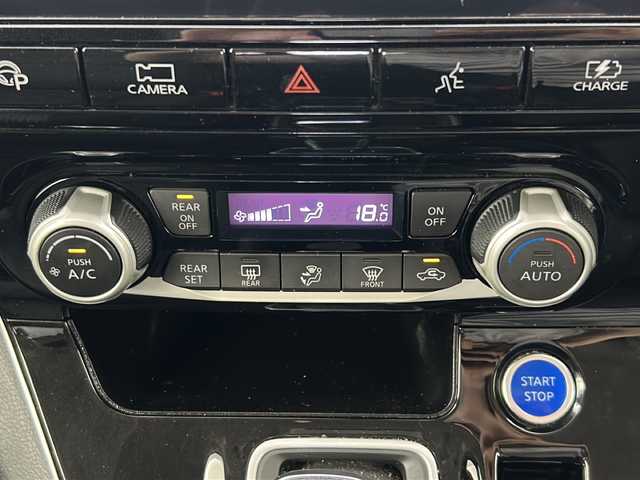 P
CAMERA
CHARGE
REAR
ON
OFF
18.0
°C
ON
OFF
PUSH
A/C
REAR
SET
REAR
FRONT
PUSH
AUTO
START
STOP